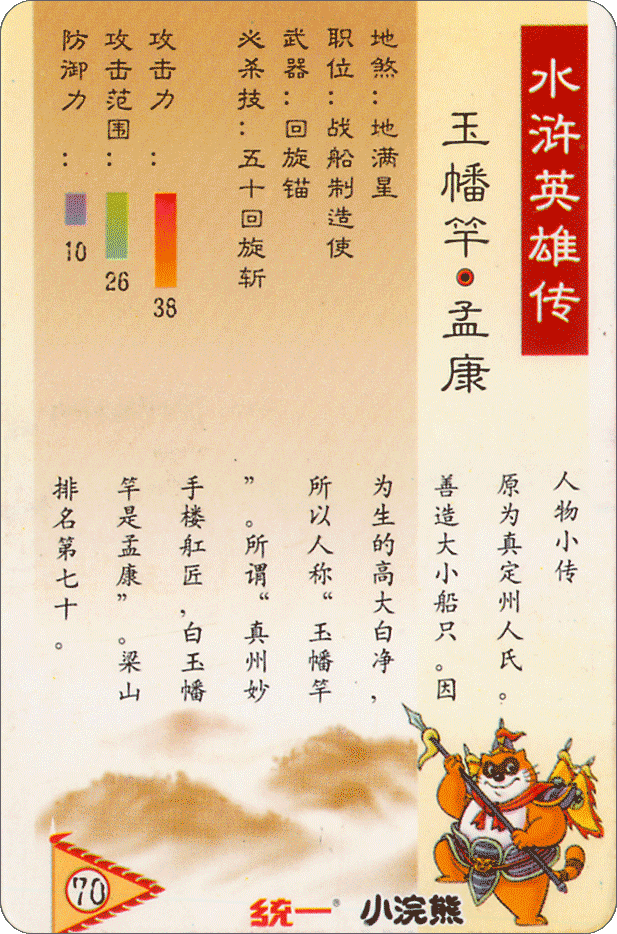 水浒英雄传
玉幡竿·孟康
地煞：地满星
职位：战船制造使
武器：回旋锚
必杀技：五十回旋斩
攻击力：
38
攻击范围：
26
防御力：
10
人物小传
原为真定州人氏。
善造大小船只。因
为生的高大白净，
所以人称“玉幡竿
”。所谓“真州妙
手楼舡匠，白玉幡
竿是孟康”。梁山
排名第七十。
70
統一®
小浣熊